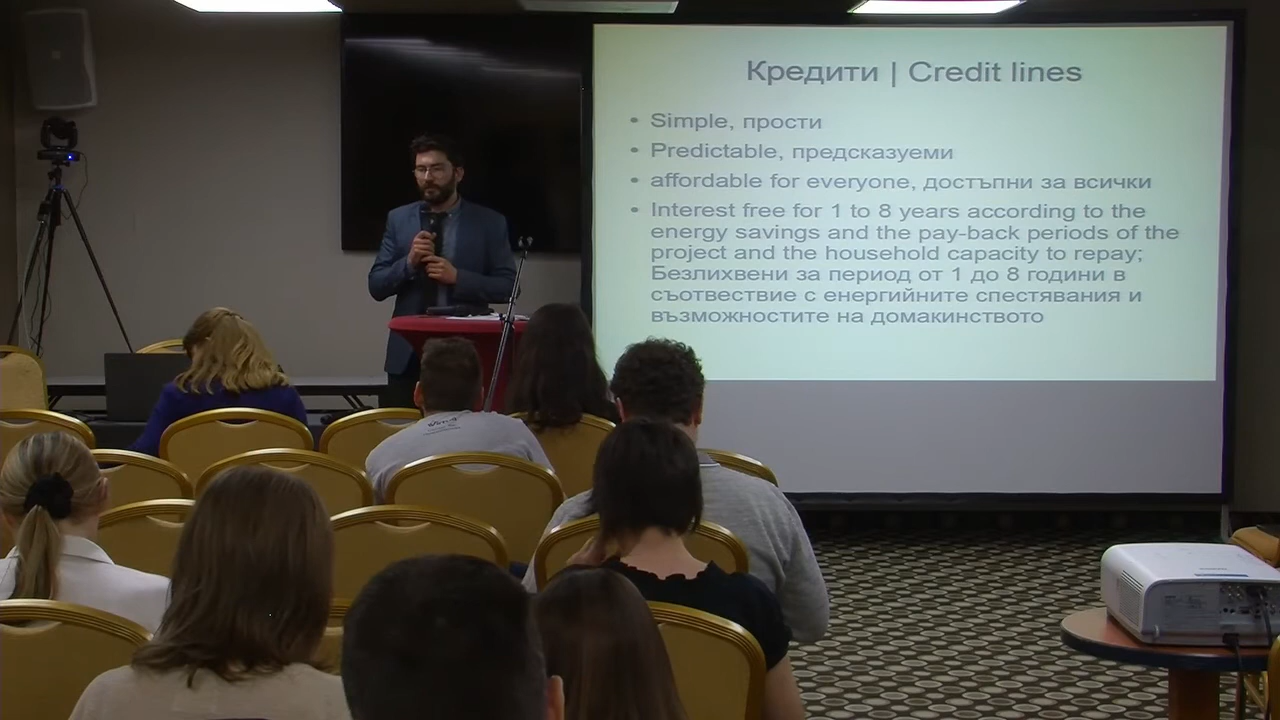 Кредити | Credit lines
• Simple, прости
• Predictable, предсказуеми
• affordable for everyone, достъпни за всички
• Interest free for 1 to 8 years according to the
energy savings and the pay-back periods of the
project and the household capacity to repay;
Безлихвени за период от 1 до 8 години в
съотвествие с енергийните спестявания и
възможностите на домакинството